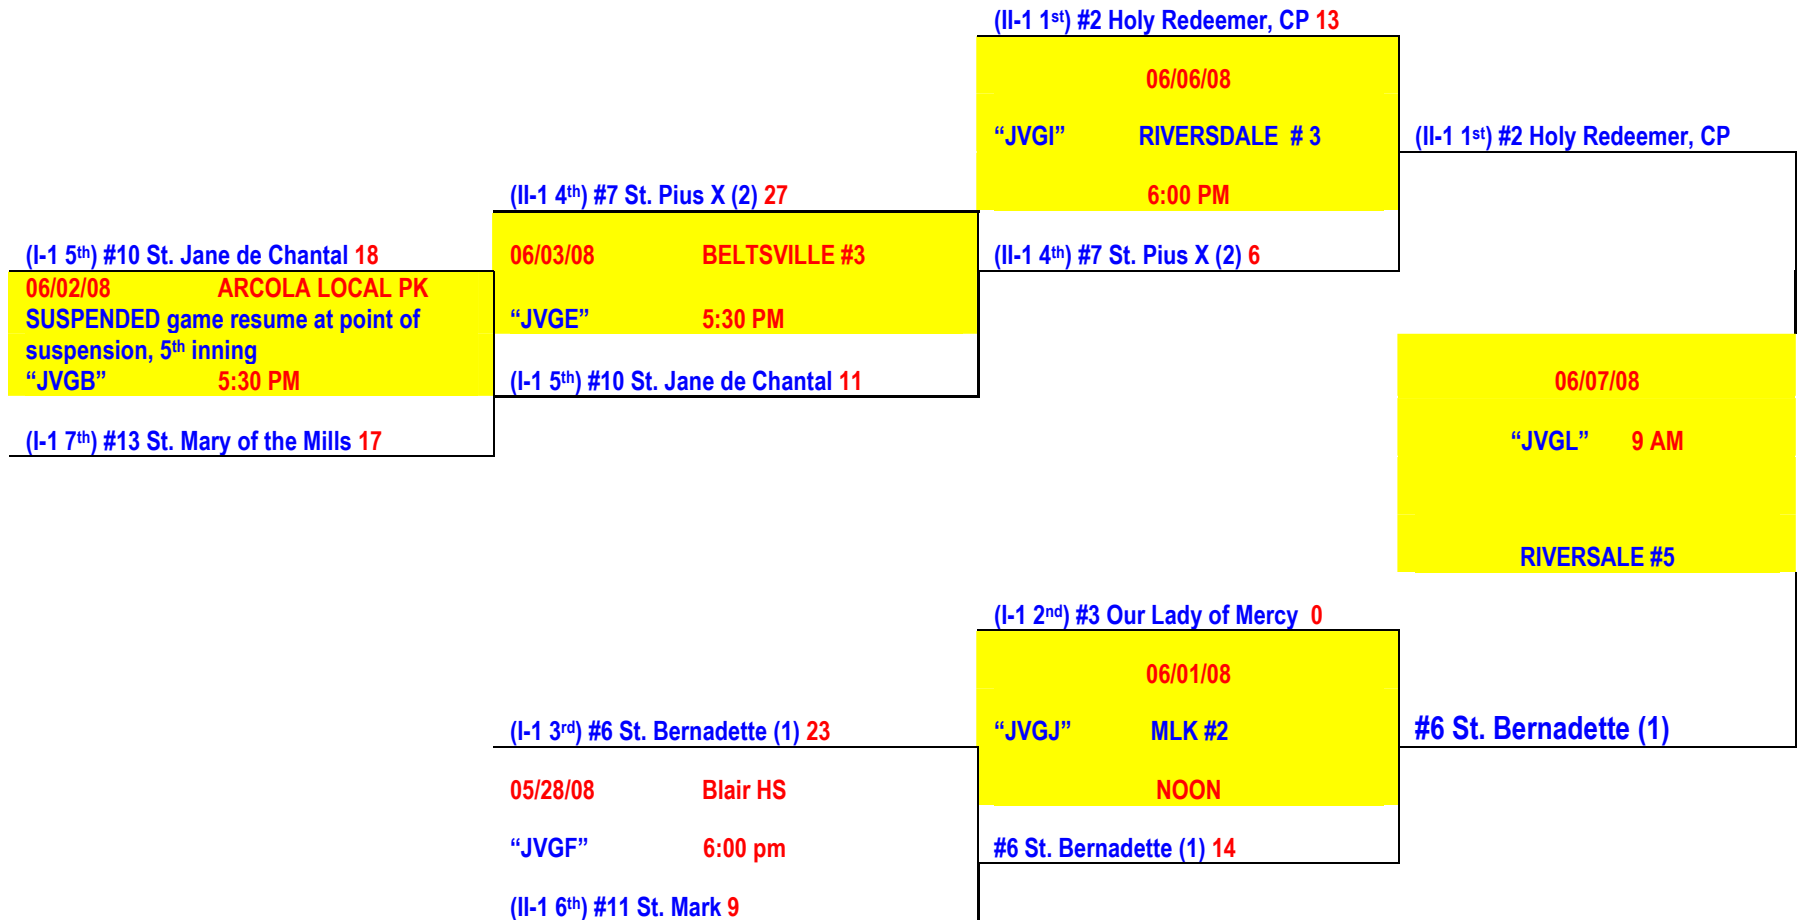 (II-1 1st) #2 Holy Redeemer, CP 13
06/06/08
“JVGI” RIVERSDALE # 3
6:00 PM
(II-1 4th) #7 St. Pius X (2) 6
(II-1 1st) #2 Holy Redeemer, CP
(II-1 4th) #7 St. Pius X (2) 27
06/03/08 BELTSVILLE #3
“JVGE” 5:30 PM
(I-1 5th) #10 St. Jane de Chantal 11
(I-1 5th) #10 St. Jane de Chantal 18
06/02/08 ARCOLA LOCAL PK
SUSPENDED game resume at point of
suspension, 5th inning
“JVGB” 5:30 PM
(I-1 7th) #13 St. Mary of the Mills 17
06/07/08
“JVGL” 9 AM
RIVERSALE #5
(I-1 2nd) #3 Our Lady of Mercy 0
06/01/08
“JVGJ” MLK #2
NOON
#6 St. Bernadette (1) 14
#6 St. Bernadette (1)
(I-1 3rd) #6 St. Bernadette (1) 23
05/28/08 Blair HS
“JVGF” 6:00 pm
(II-1 6th) #11 St. Mark 9